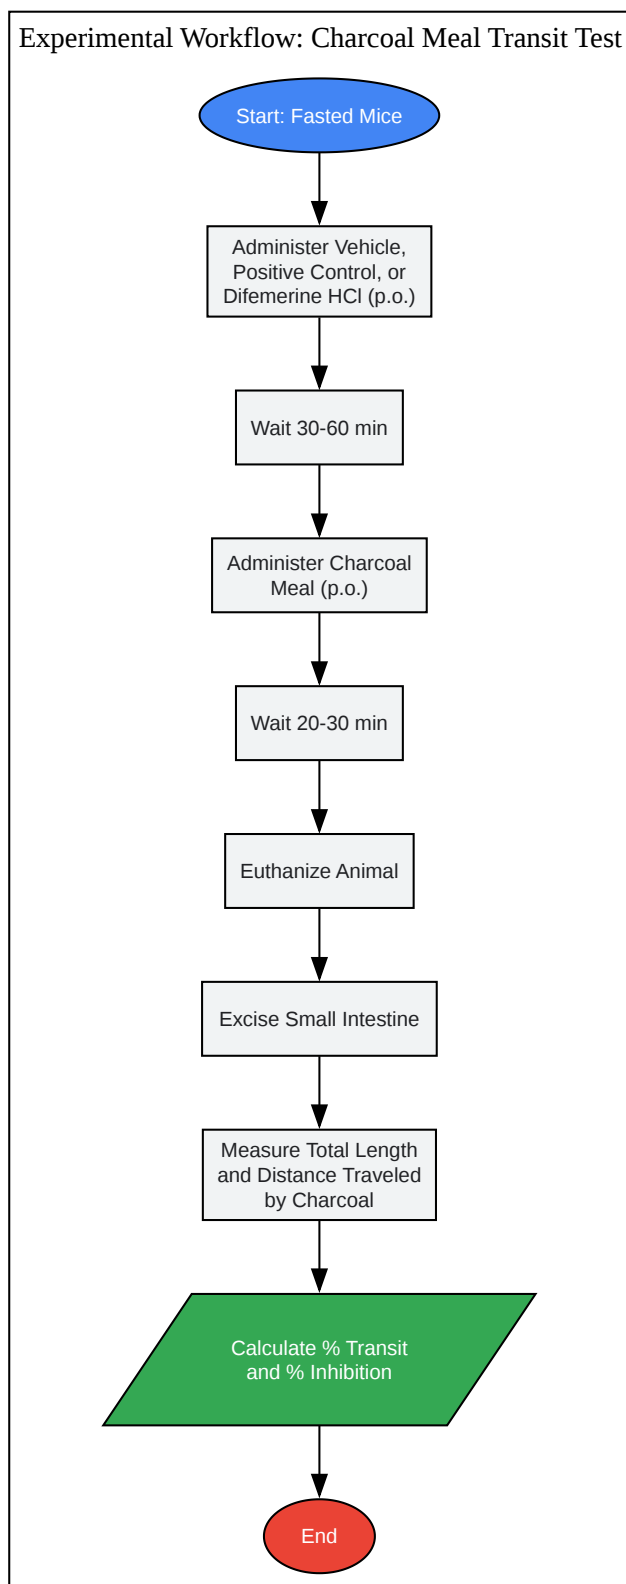 Experimental Workflow: Charcoal Meal Transit Test
Start: Fasted Mice
Administer Vehicle,
Positive Control, or
Difemerine HCl (p.o.)
Wait 30-60 min
Administer Charcoal
Meal (p.o.)
Wait 20-30 min
Euthanize Animal
Excise Small Intestine
Measure Total Length
and Distance Traveled
by Charcoal
Calculate % Transit
and % Inhibition
End